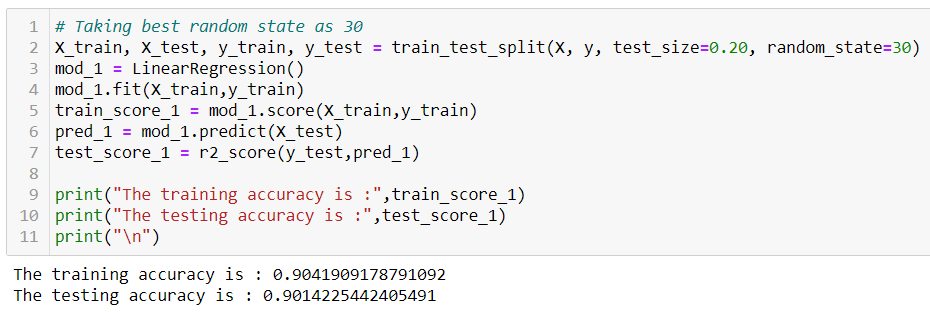 1 # Taking best random state as 30
2 X_train, X_test, y_train, y_test = train_test_split(X, y, test_size=0.20, random_state=30)
3 mod_1 = LinearRegression()
4 mod_1.fit(X_train,y_train)
5 train_score_1 = mod_1.score(X_train,y_train)
6 pred_1 = mod_1.predict(X_test)
7 test_score_1 = r2_score(y_test,pred_1)
8
9 print("The training accuracy is :",train_score_1)
10 print("The testing accuracy is :",test_score_1)
11 print("\n")
The training accuracy is : 0.9041909178791092
The testing accuracy is : 0.9014225442405491